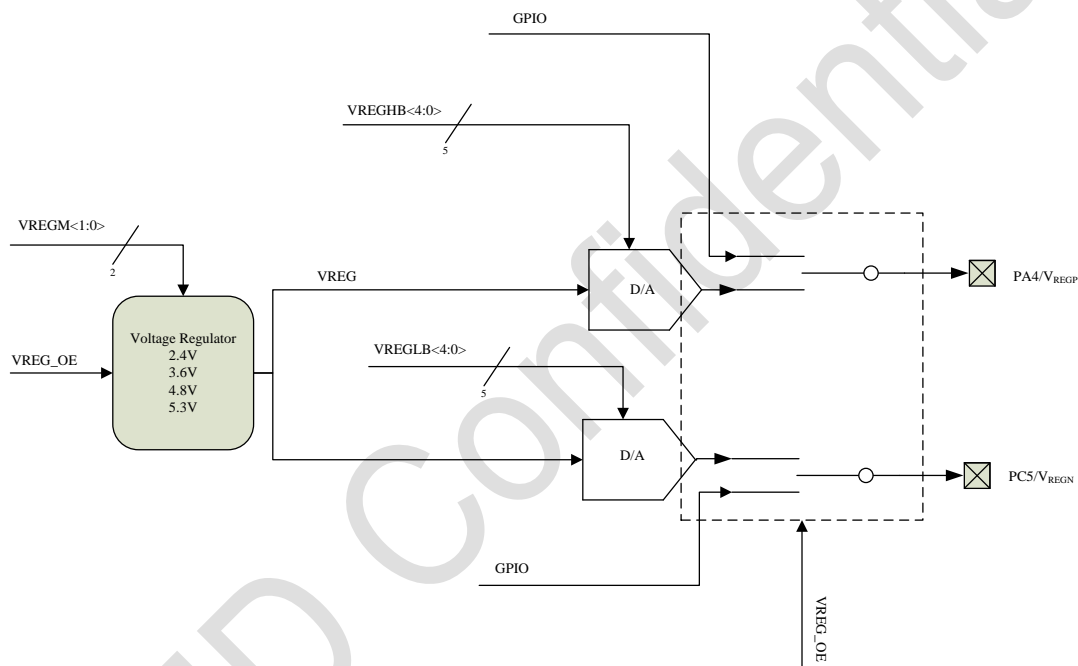 GPIO
VREGHB<4:0>
5
VREGM<1:0>
2
VREG
D/A
PA4/VREGP
Voltage Regulator
2.4V
3.6V
4.8V
5.3V
VREG_OE
VREGLB<4:0>
5
D/A
PC5/VREGN
GPIO
VREG_OE
Confidential